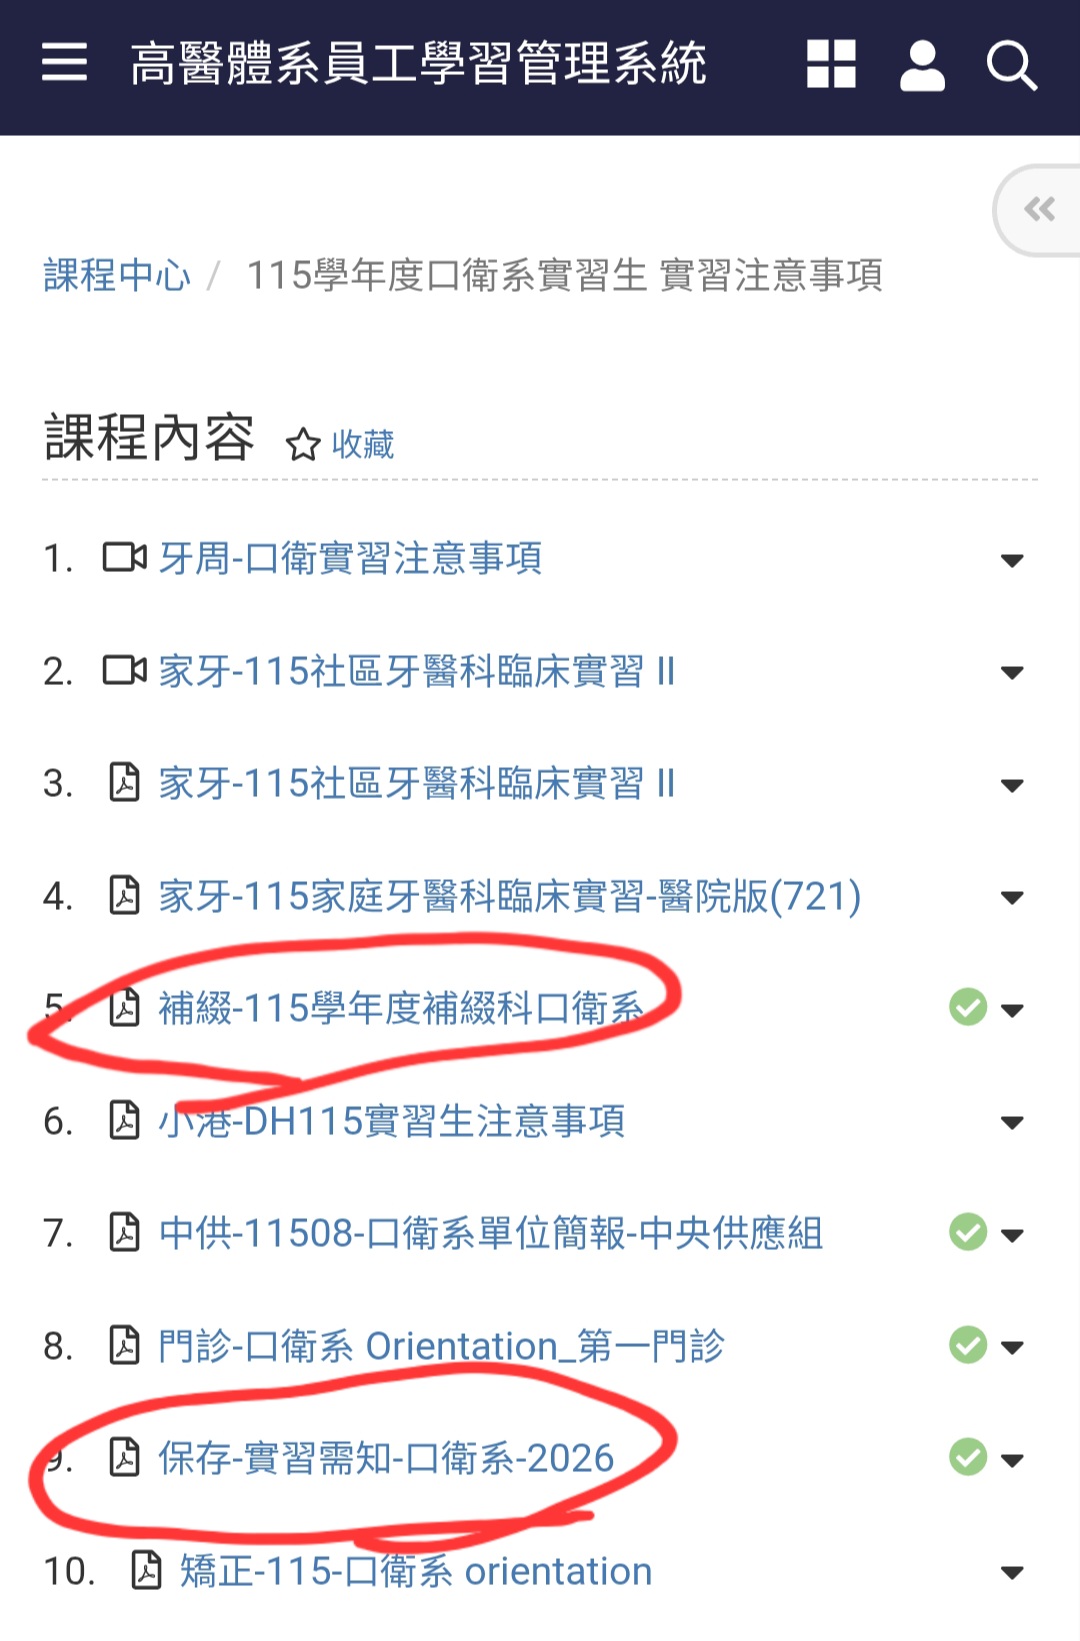 高醫體系員工學習管理系統
課程中心 / 115學年度口衛系實習生 實習注意事項
課程內容 收藏
1. 牙周-口衛實習注意事項
2. 家牙-115社區牙醫科臨床實習 II
3. 家牙-115社區牙醫科臨床實習 II
4. 家牙-115家庭牙醫科臨床實習-醫院版(721)
5. 補綴-115學年度補綴科口衛系
6. 小港-DH115實習生注意事項
7. 中供-11508-口衛系單位簡報-中央供應組
8. 門診-口衛系 Orientation_第一門診
9. 保存-實習需知-口衛系-2026
10. 矯正-115-口衛系 orientation